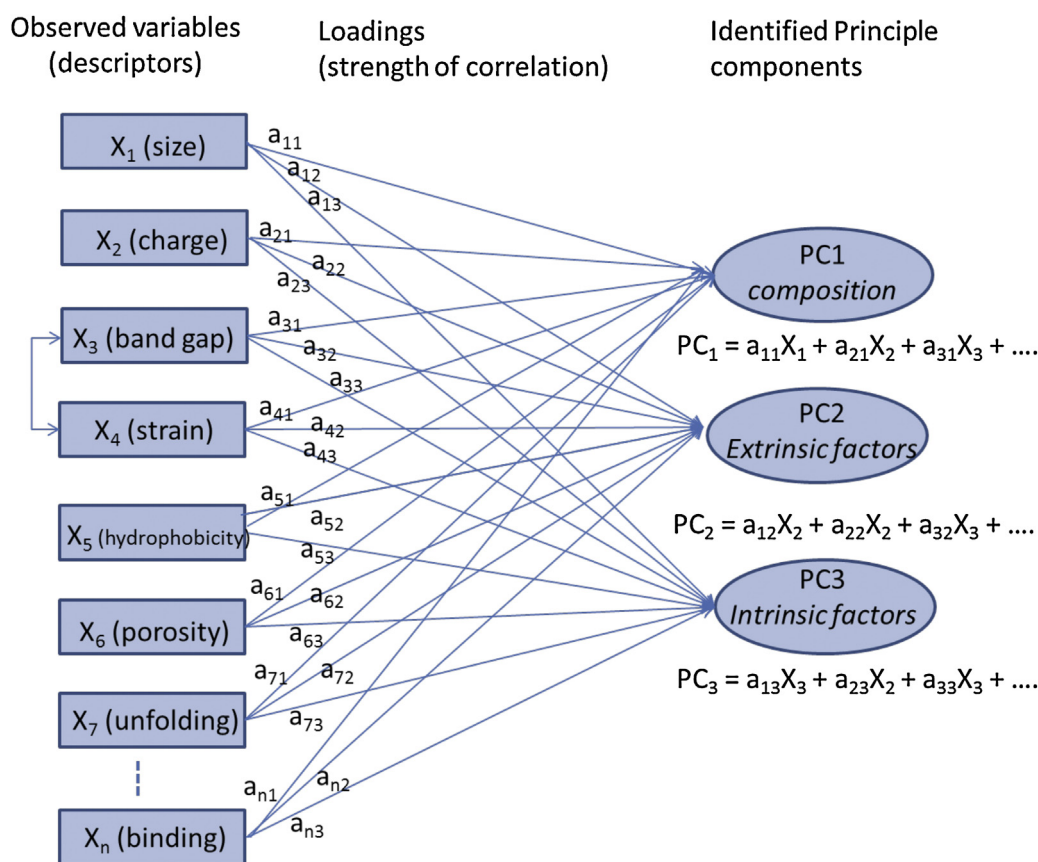 Observed variables
(descriptors)
Loadings
(strength of correlation)
Identified Principle
components
X₁ (size)
a₁₁
a₁₂
a₁₃
X₂ (charge)
a₂₁
a₂₂
a₂₃
PC1
composition
PC₁ = a₁₁X₁ + a₂₁X₂ + a₃₁X₃ + ....
X₃ (band gap)
a₃₁
a₃₂
a₃₃
X₄ (strain)
a₄₁
a₄₂
a₄₃
PC2
Extrinsic factors
PC₂ = a₁₂X₂ + a₂₂X₂ + a₃₂X₃ + ....
X₅ (hydrophobicity)
a₅₁
a₅₂
a₅₃
PC3
Intrinsic factors
PC₃ = a₁₃X₃ + a₂₃X₂ + a₃₃X₃ + ....
X₆ (porosity)
a₆₁
a₆₂
a₆₃
X₇ (unfolding)
a₇₁
a₇₂
a₇₃
Xₙ (binding)
aₙ₁
aₙ₂
aₙ₃